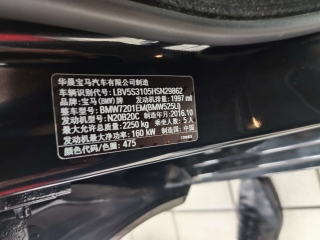 华晨宝马汽车有限公司制造
车辆识别代号: LBV5S3105HSN29862
品牌: 宝马(BMW)牌 发动机排量: 1997 ml
整车型号: BMW7201EM(BMW525Li)
发动机型号: N20B20C 制造年月: 2016.10
最大允许总质量: 2250 kg 乘坐人数: 5 人
发动机最大净功率: 160 kW 制造国: 中国
颜色代码/色彩: 475